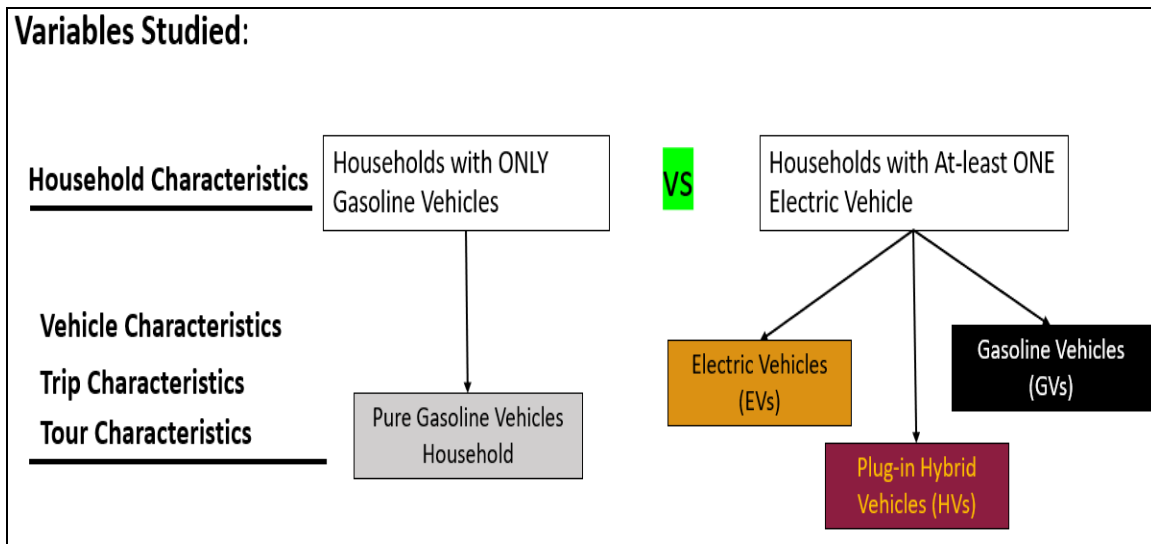 Variables Studied:
Household Characteristics
Households with ONLY
Gasoline Vehicles
VS
Households with At-least ONE
Electric Vehicle
Vehicle Characteristics
Trip Characteristics
Tour Characteristics
Pure Gasoline Vehicles
Household
Electric Vehicles
(EVs)
Plug-in Hybrid
Vehicles (HVs)
Gasoline Vehicles
(GVs)